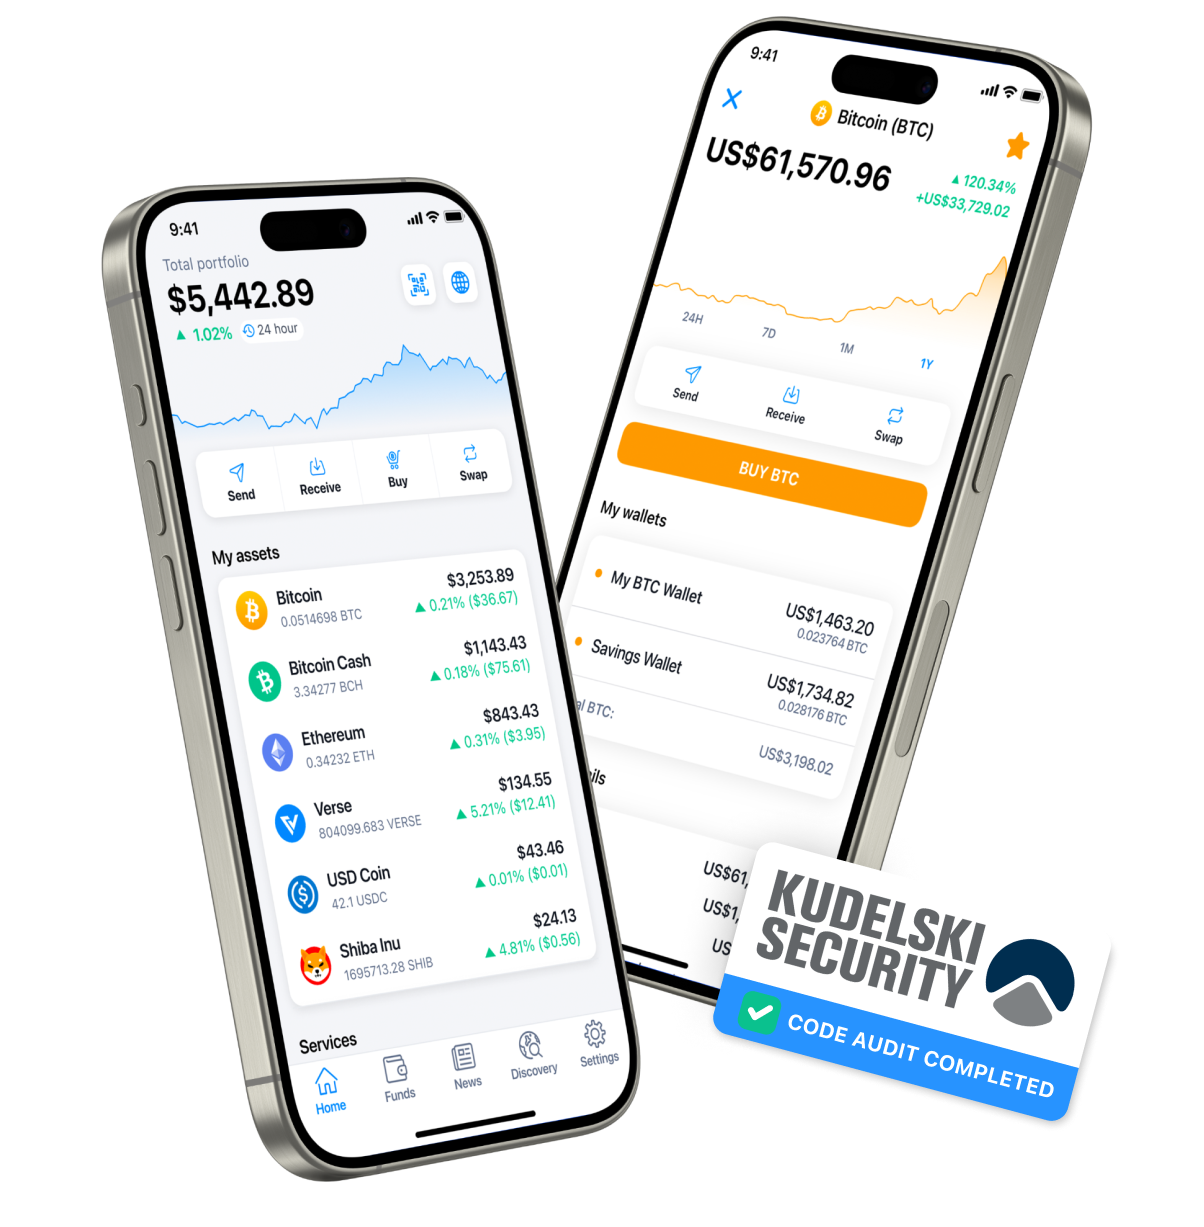 9:41
Total portfolio
$5,442.89
▲ 1.02% 24 hour
Send
Receive
Buy
Swap
My assets
Bitcoin $3,253.89
0.0514698 BTC ▲ 0.21% ($36.67)
Bitcoin Cash $1,143.43
3.34277 BCH ▲ 0.18% ($75.61)
Ethereum $843.43
0.34232 ETH ▲ 0.31% ($3.95)
Verse $134.55
804099.683 VERSE ▲ 5.21% ($12.41)
USD Coin $43.46
42.1 USDC ▲ 0.01% ($0.01)
Shiba Inu $24.13
1695713.28 SHIB ▲ 4.81% ($0.56)
Services
Home
Funds
News
Discovery
Settings
9:41
Bitcoin (BTC)
US$61,570.96
▲ 120.34%
+US$33,729.02
24H 7D 1M 1Y
Send
Receive
Swap
BUY BTC
My wallets
My BTC Wallet US$1,463.20
0.023764 BTC
Savings Wallet US$1,734.82
0.028176 BTC
al BTC: US$3,198.02
ils
US$61,
US$1,
US
KUDELSKI
SECURITY
CODE AUDIT COMPLETED